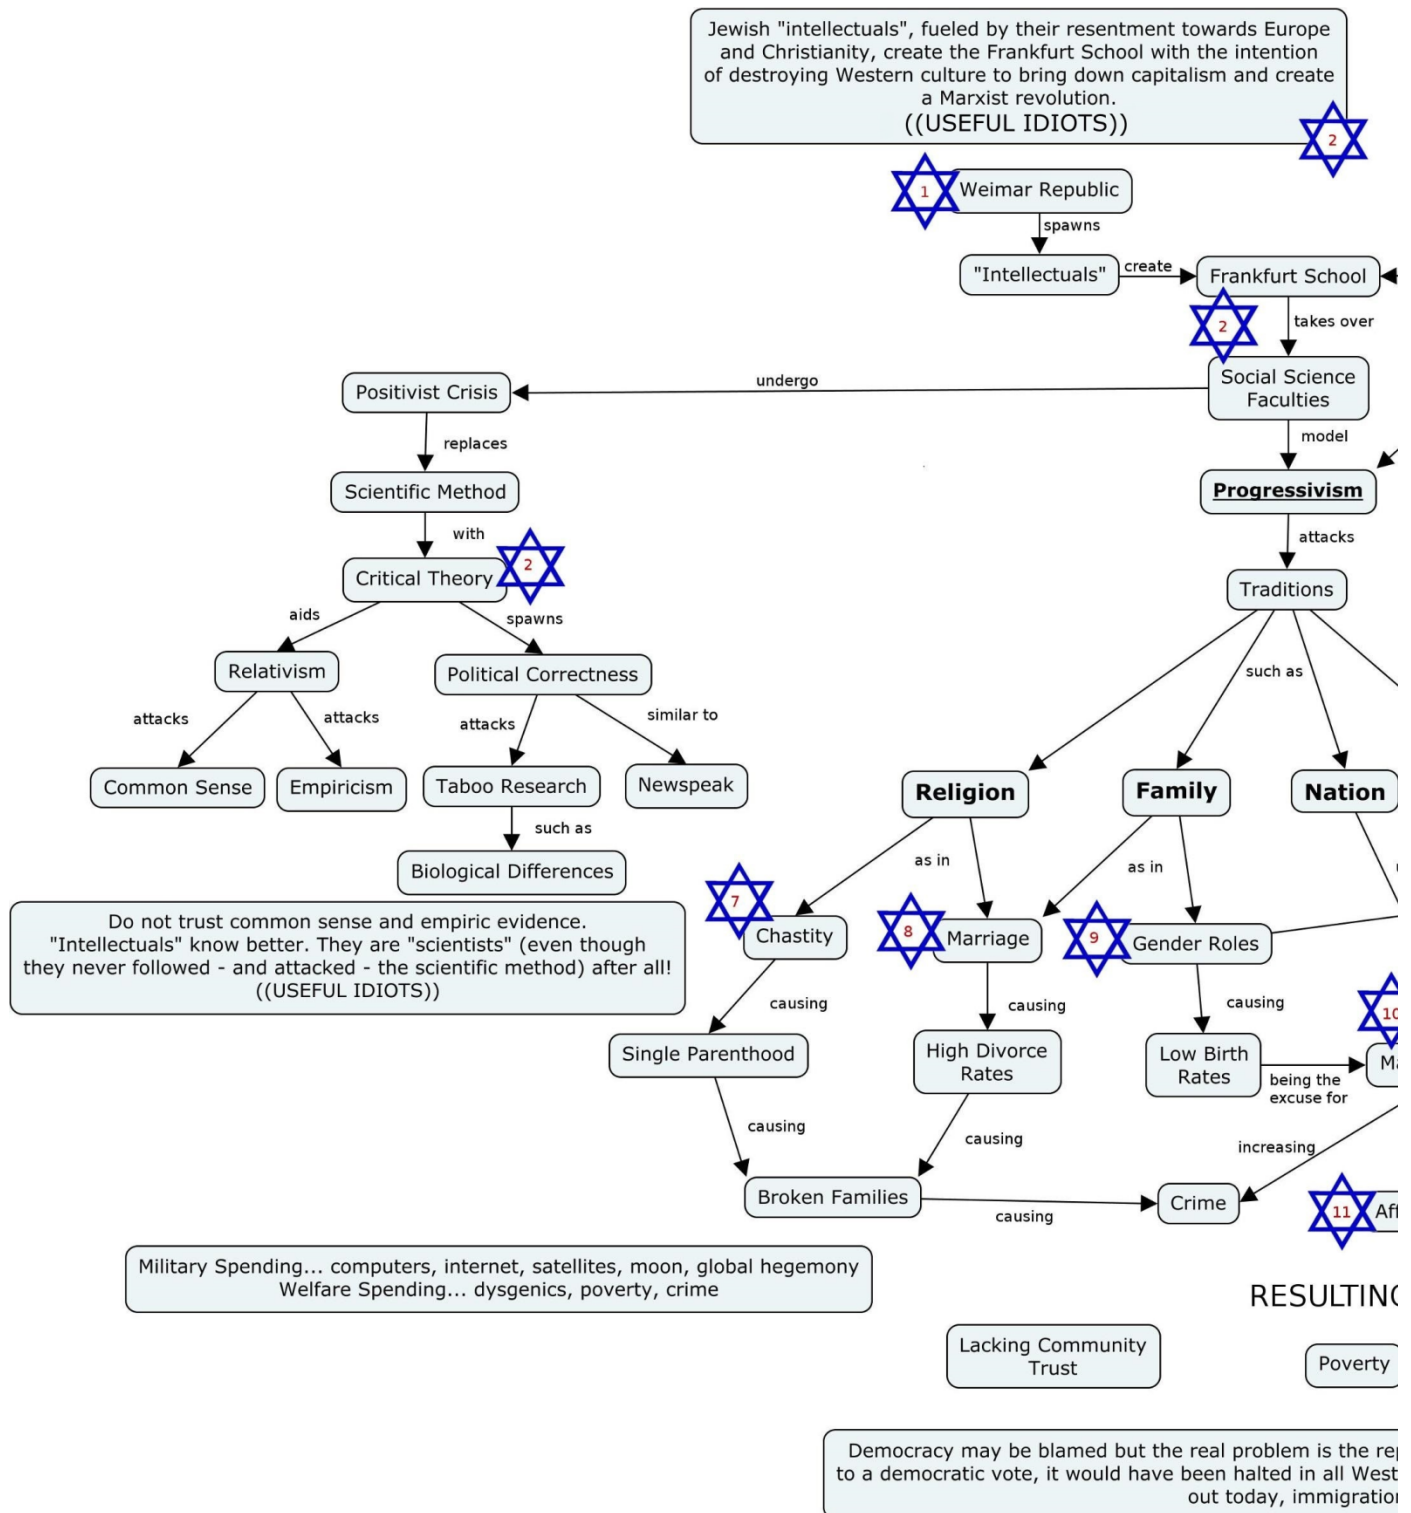 Jewish "intellectuals", fueled by their resentment towards Europe
and Christianity, create the Frankfurt School with the intention
of destroying Western culture to bring down capitalism and create
a Marxist revolution.
((USEFUL IDIOTS))
2
1
Weimar Republic
spawns
"Intellectuals"
create
Frankfurt School
2
takes over
Social Science
Faculties
undergo
Positivist Crisis
replaces
Scientific Method
with
Critical Theory
2
aids
spawns
Relativism
Political Correctness
attacks
attacks
attacks
similar to
Common Sense
Empiricism
Taboo Research
Newspeak
such as
Biological Differences
Do not trust common sense and empiric evidence.
"Intellectuals" know better. They are "scientists" (even though
they never followed - and attacked - the scientific method) after all!
((USEFUL IDIOTS))
model
Progressivism
attacks
Traditions
such as
Religion
Family
Nation
as in
as in
7
Chastity
8
Marriage
9
Gender Roles
causing
causing
causing
10
Single Parenthood
High Divorce
Rates
Low Birth
Rates
being the
excuse for
causing
causing
increasing
Broken Families
causing
Crime
11
Military Spending... computers, internet, satellites, moon, global hegemony
Welfare Spending... dysgenics, poverty, crime
RESULTING
Lacking Community
Trust
Poverty
Democracy may be blamed but the real problem is the
to a democratic vote, it would have been halted in all
out today,